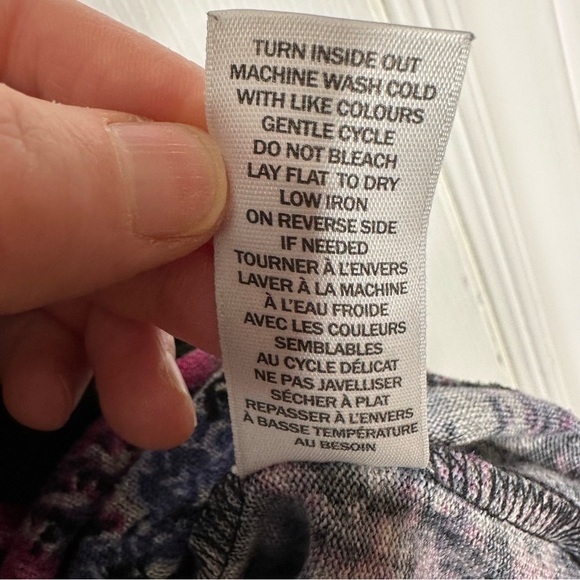 TURN INSIDE OUT
MACHINE WASH COLD
WITH LIKE COLOURS
GENTLE CYCLE
DO NOT BLEACH
LAY FLAT TO DRY
LOW IRON
ON REVERSE SIDE
IF NEEDED
TOURNER À L'ENVERS
LAVER À LA MACHINE
À L'EAU FROIDE
AVEC LES COULEURS
SEMBLABLES
AU CYCLE DÉLICAT
NE PAS JAVELLISER
SÉCHER À PLAT
REPASSER À L'ENVERS
À BASSE TEMPÉRATURE
AU BESOIN